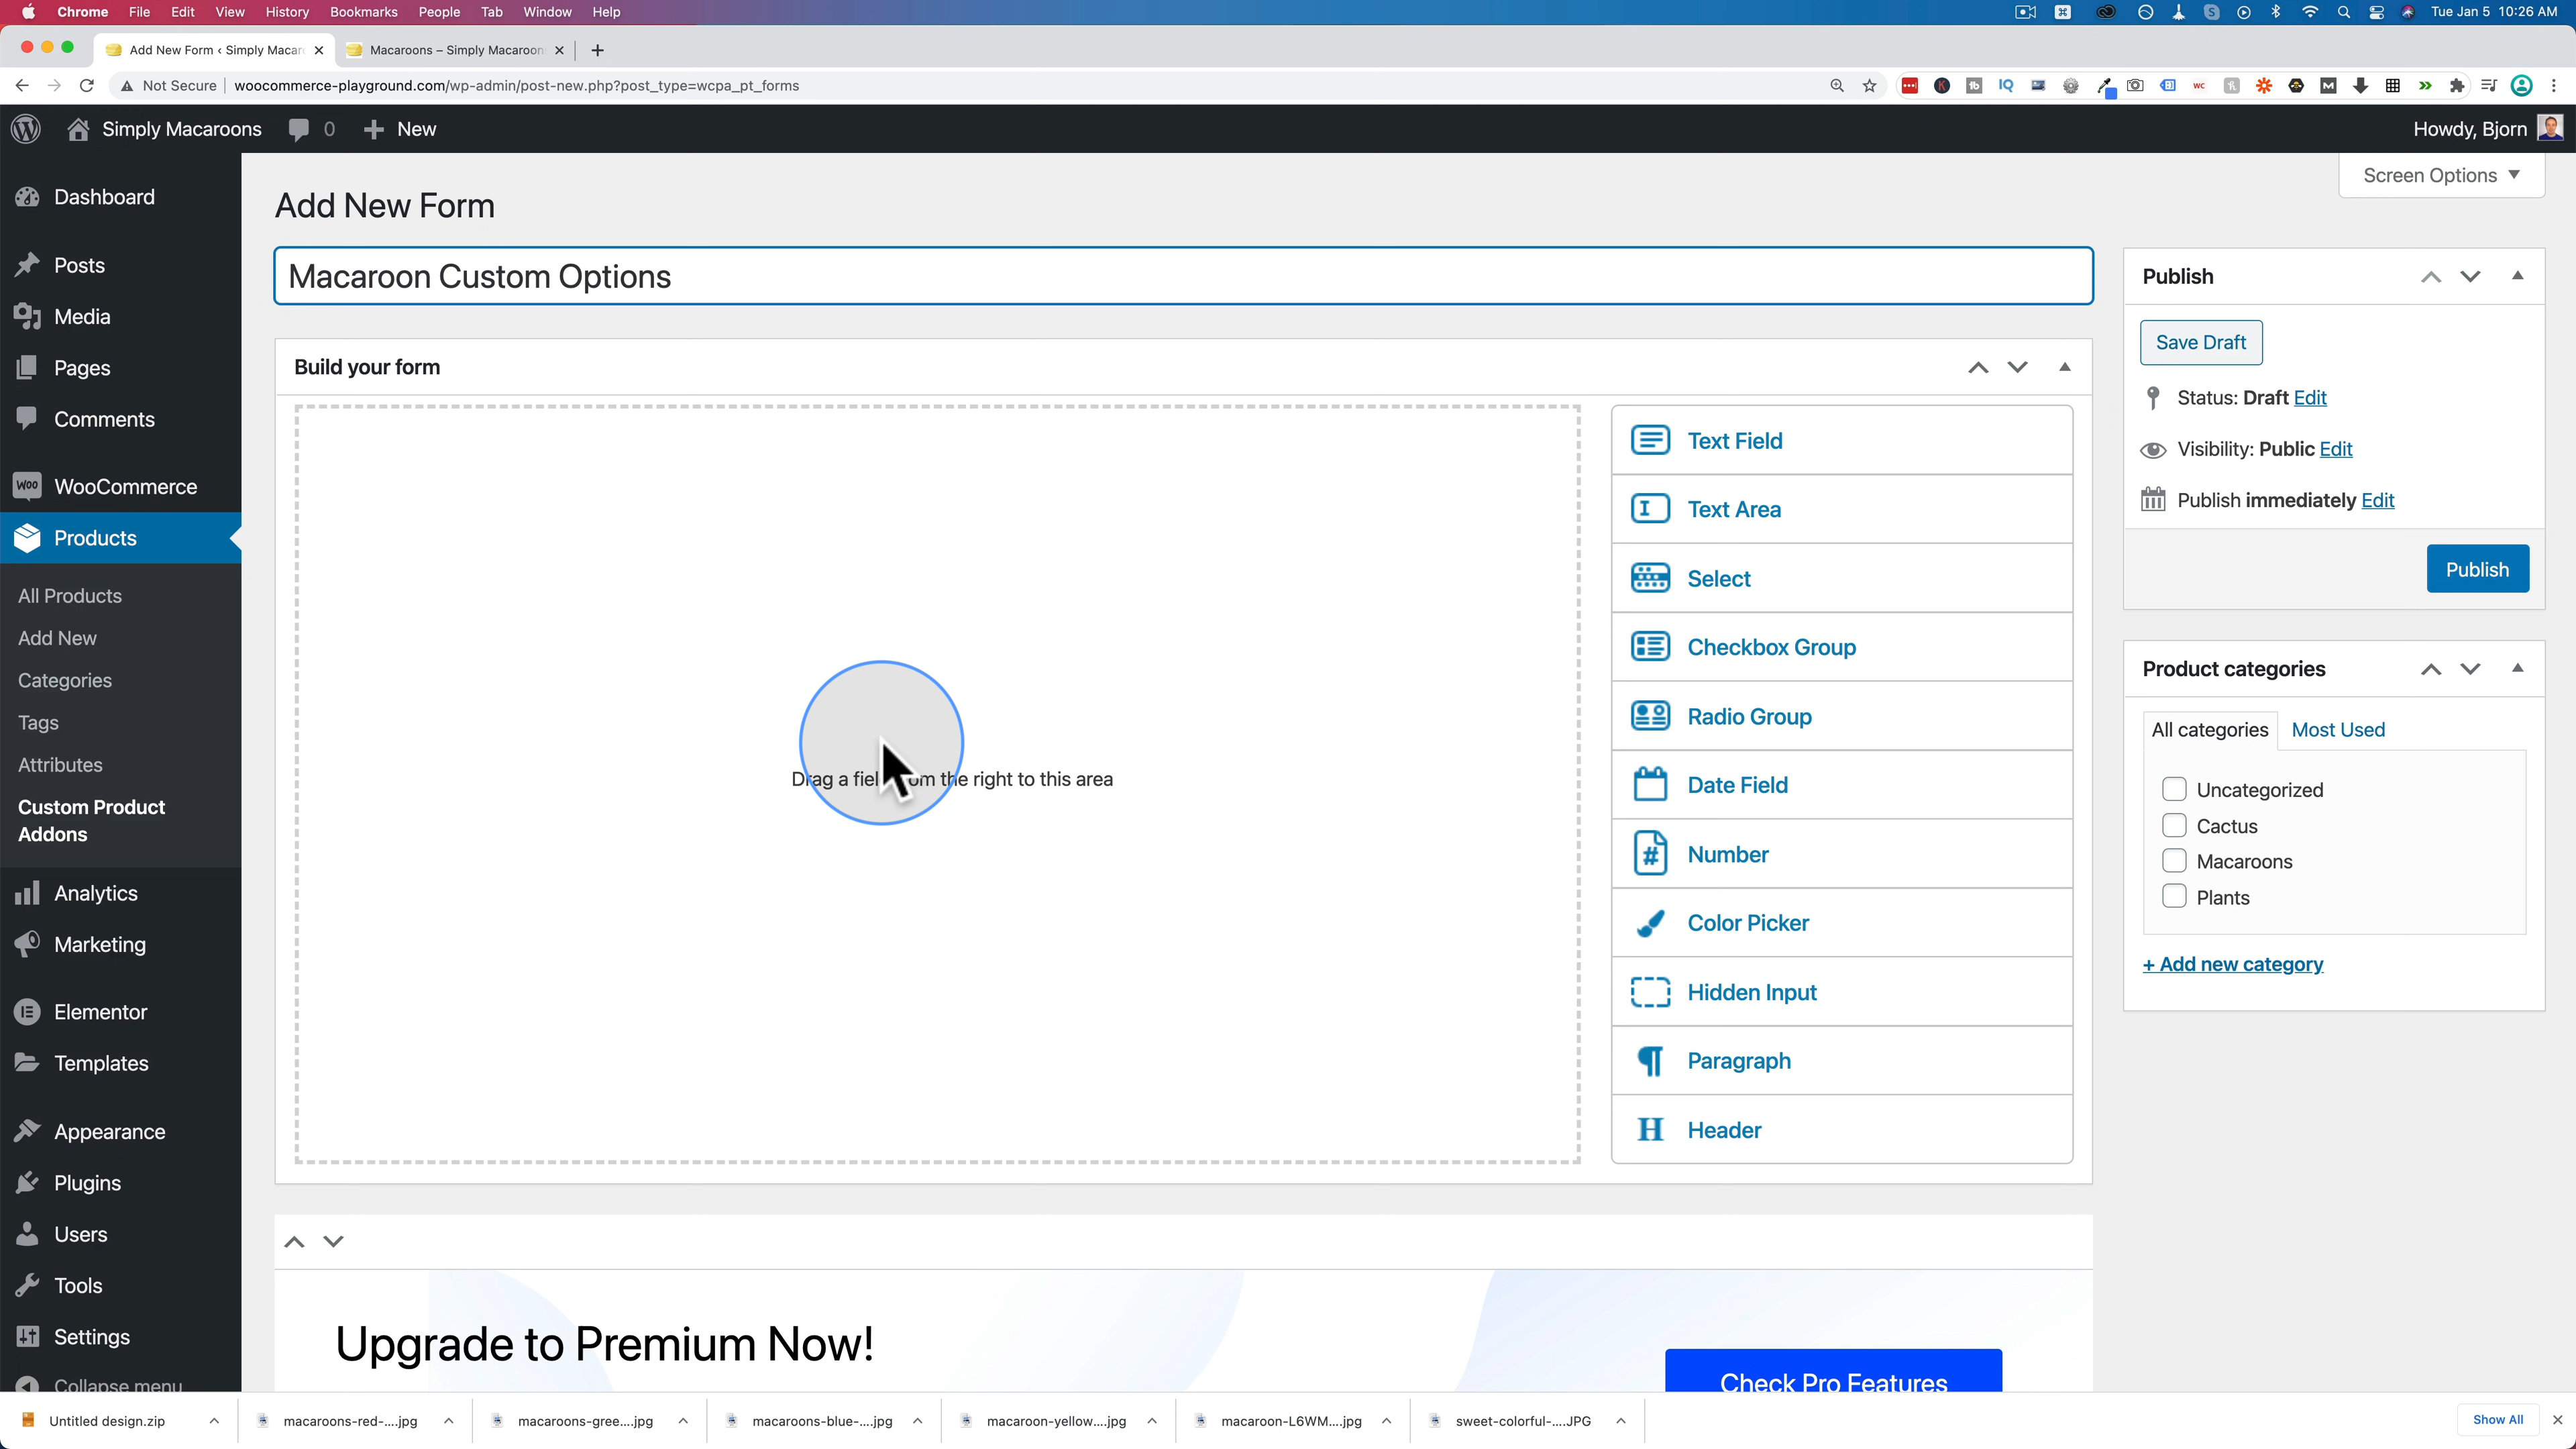 Chrome File Edit View History Bookmarks People Tab Window Help
Tue Jan 5 10:26 AM
Add New Form ‹ Simply Macar
Macaroons – Simply Macaroon
Not Secure
woocommerce-playground.com/wp-admin/post-new.php?post_type=wcpa_pt_forms
Simply Macaroons
0
New
Howdy, Bjorn
Screen Options
Dashboard
Posts
Media
Pages
Comments
WooCommerce
Products
All Products
Add New
Categories
Tags
Attributes
Custom Product
Addons
Analytics
Marketing
Elementor
Templates
Appearance
Plugins
Users
Tools
Settings
Collapse menu
Add New Form
Macaroon Custom Options
Build your form
Drag a fiel om the right to this area
Text Field
Text Area
Select
Checkbox Group
Radio Group
Date Field
Number
Color Picker
Hidden Input
Paragraph
Header
Publish
Save Draft
Status: Draft Edit
Visibility: Public Edit
Publish immediately Edit
Publish
Product categories
All categories
Most Used
Uncategorized
Cactus
Macaroons
Plants
+ Add new category
Upgrade to Premium Now!
Check Pro Features
Untitled design.zip
macaroons-red-....jpg
macaroons-gree....jpg
macaroons-blue-....jpg
macaroon-yellow....jpg
macaroon-L6WM....jpg
sweet-colorful-....JPG
Show All